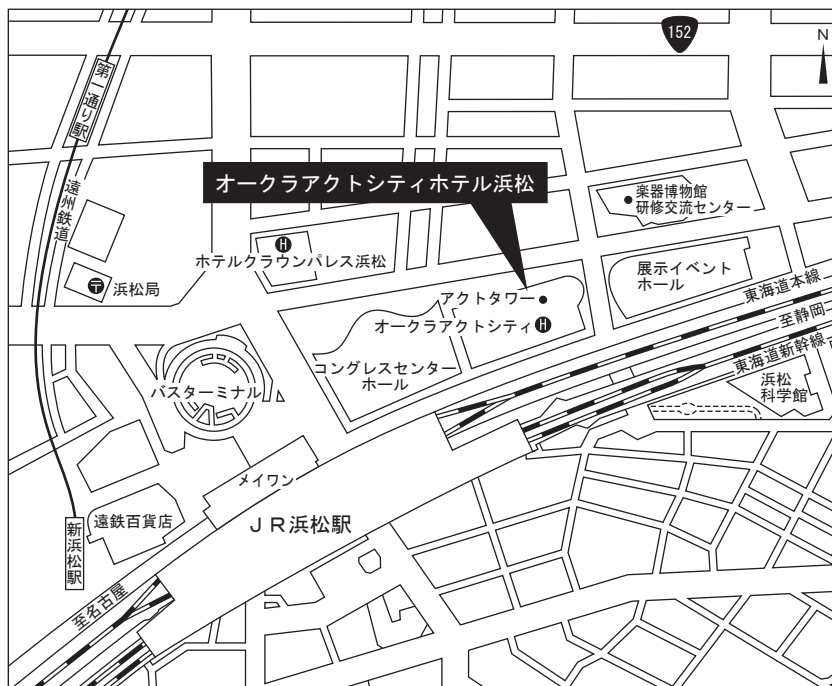 152
N
第一通り駅
遠州鉄道
オークラアクトシティホテル浜松
楽器博物館
研修交流センター
H
ホテルクラウンパレス浜松
〒
浜松局
展示イベント
ホール
東海道本線
至静岡
東海道新幹線
アクトタワー
オークラアクトシティ
H
コングレスセンター
ホール
バスターミナル
浜松
科学館
メイワン
遠鉄百貨店
JR浜松駅
新浜松駅
至名古屋